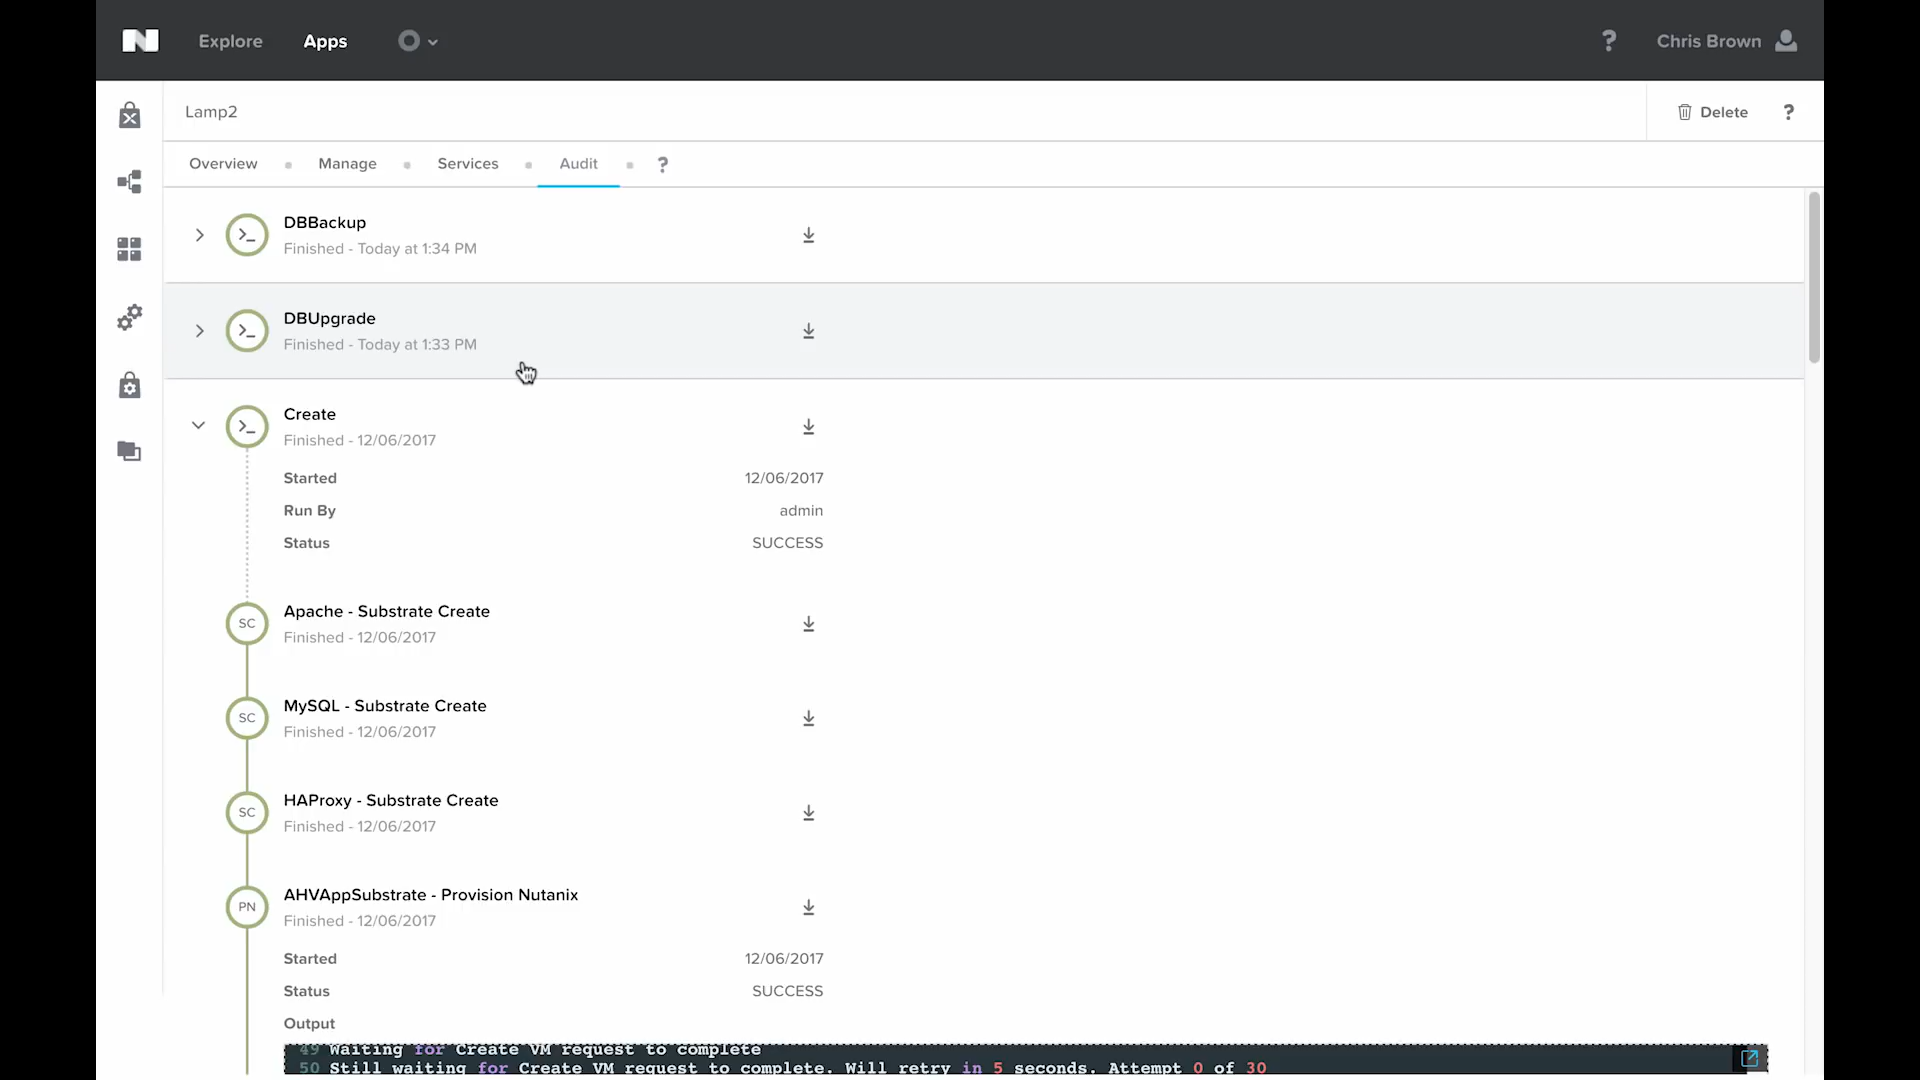 Explore Apps ? Chris Brown
Lamp2 Delete ?
Overview Manage Services Audit ?
>_ DBBackup
Finished - Today at 1:34 PM
>_ DBUpgrade
Finished - Today at 1:33 PM
>_ Create
Finished - 12/06/2017
Started 12/06/2017
Run By admin
Status SUCCESS
SC Apache - Substrate Create
Finished - 12/06/2017
SC MySQL - Substrate Create
Finished - 12/06/2017
SC HAProxy - Substrate Create
Finished - 12/06/2017
PN AHVAppSubstrate - Provision Nutanix
Finished - 12/06/2017
Started 12/06/2017
Status SUCCESS
Output
49 Waiting for Create VM request to complete
50 Still waiting for Create VM request to complete. Will retry in 5 seconds. Attempt 0 of 30